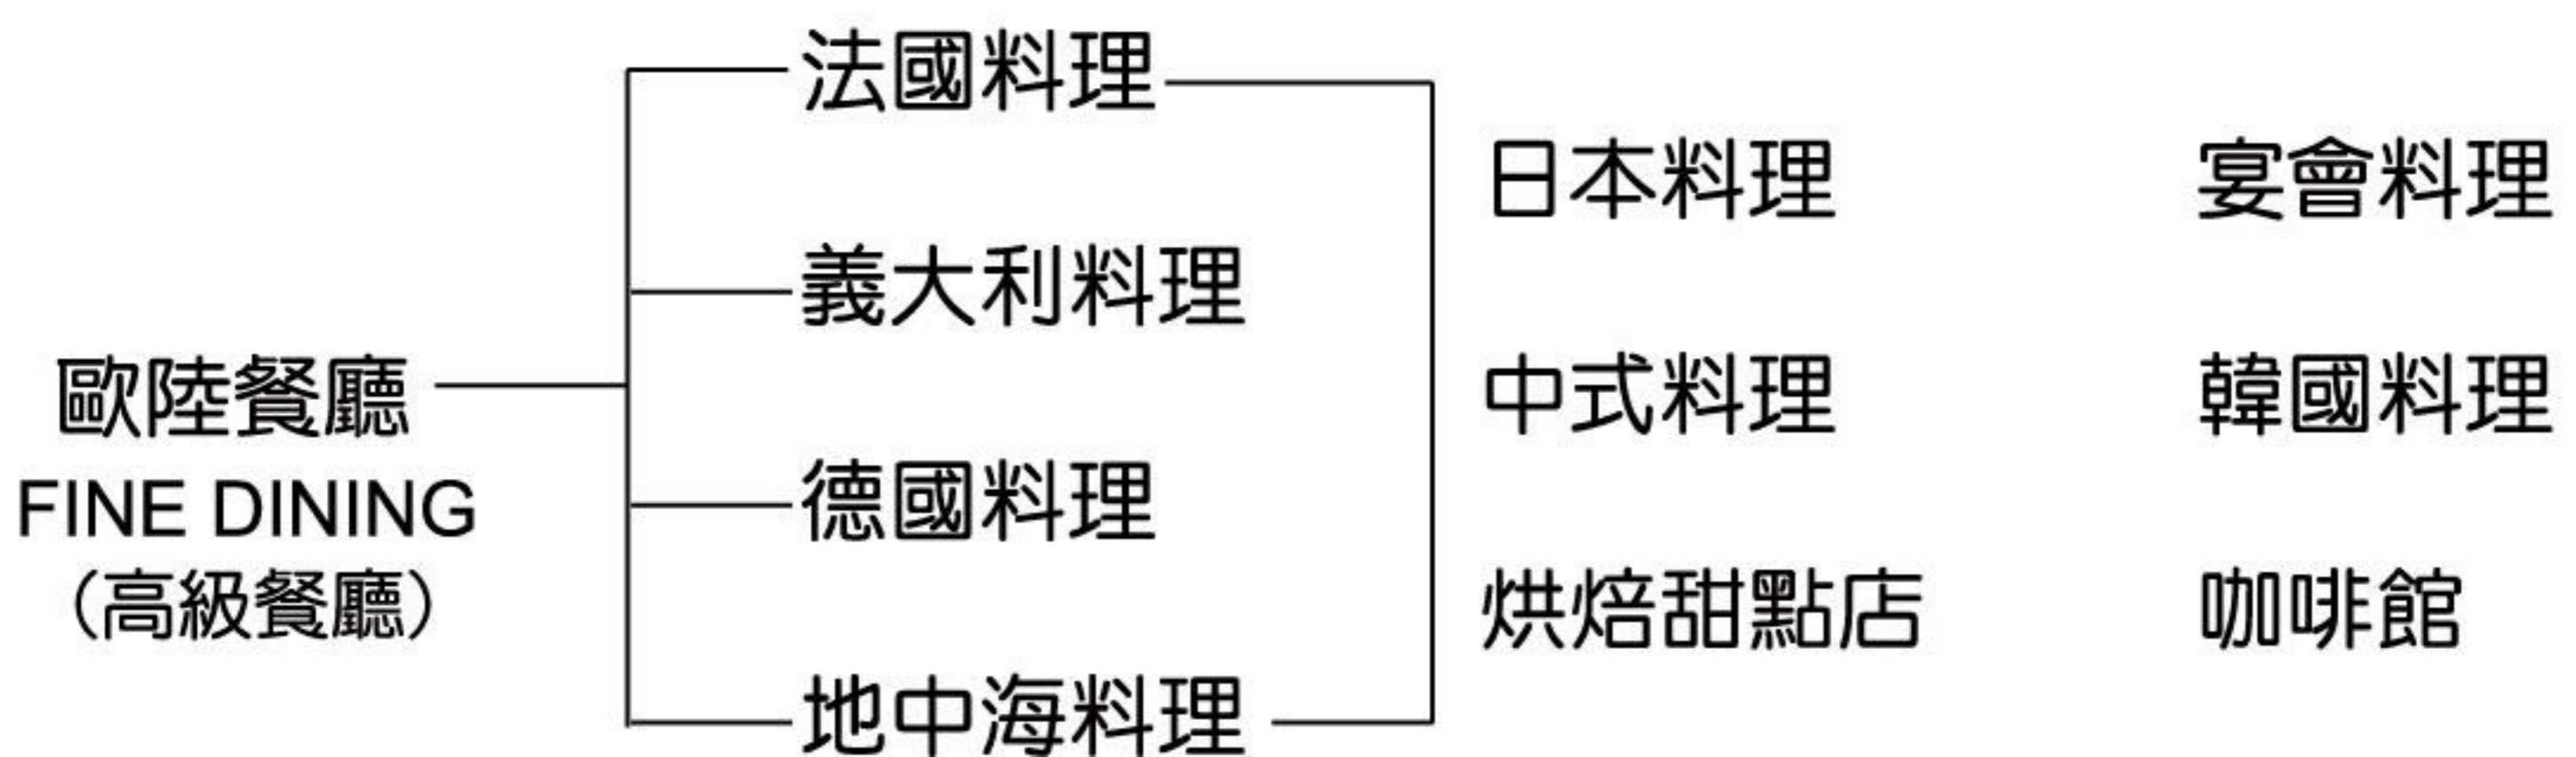 法國料理
日本料理
宴會料理
義大利料理
歐陸餐廳
中式料理
韓國料理
FINE DINING
德國料理
（高級餐廳）
烘焙甜點店
咖啡館
地中海料理